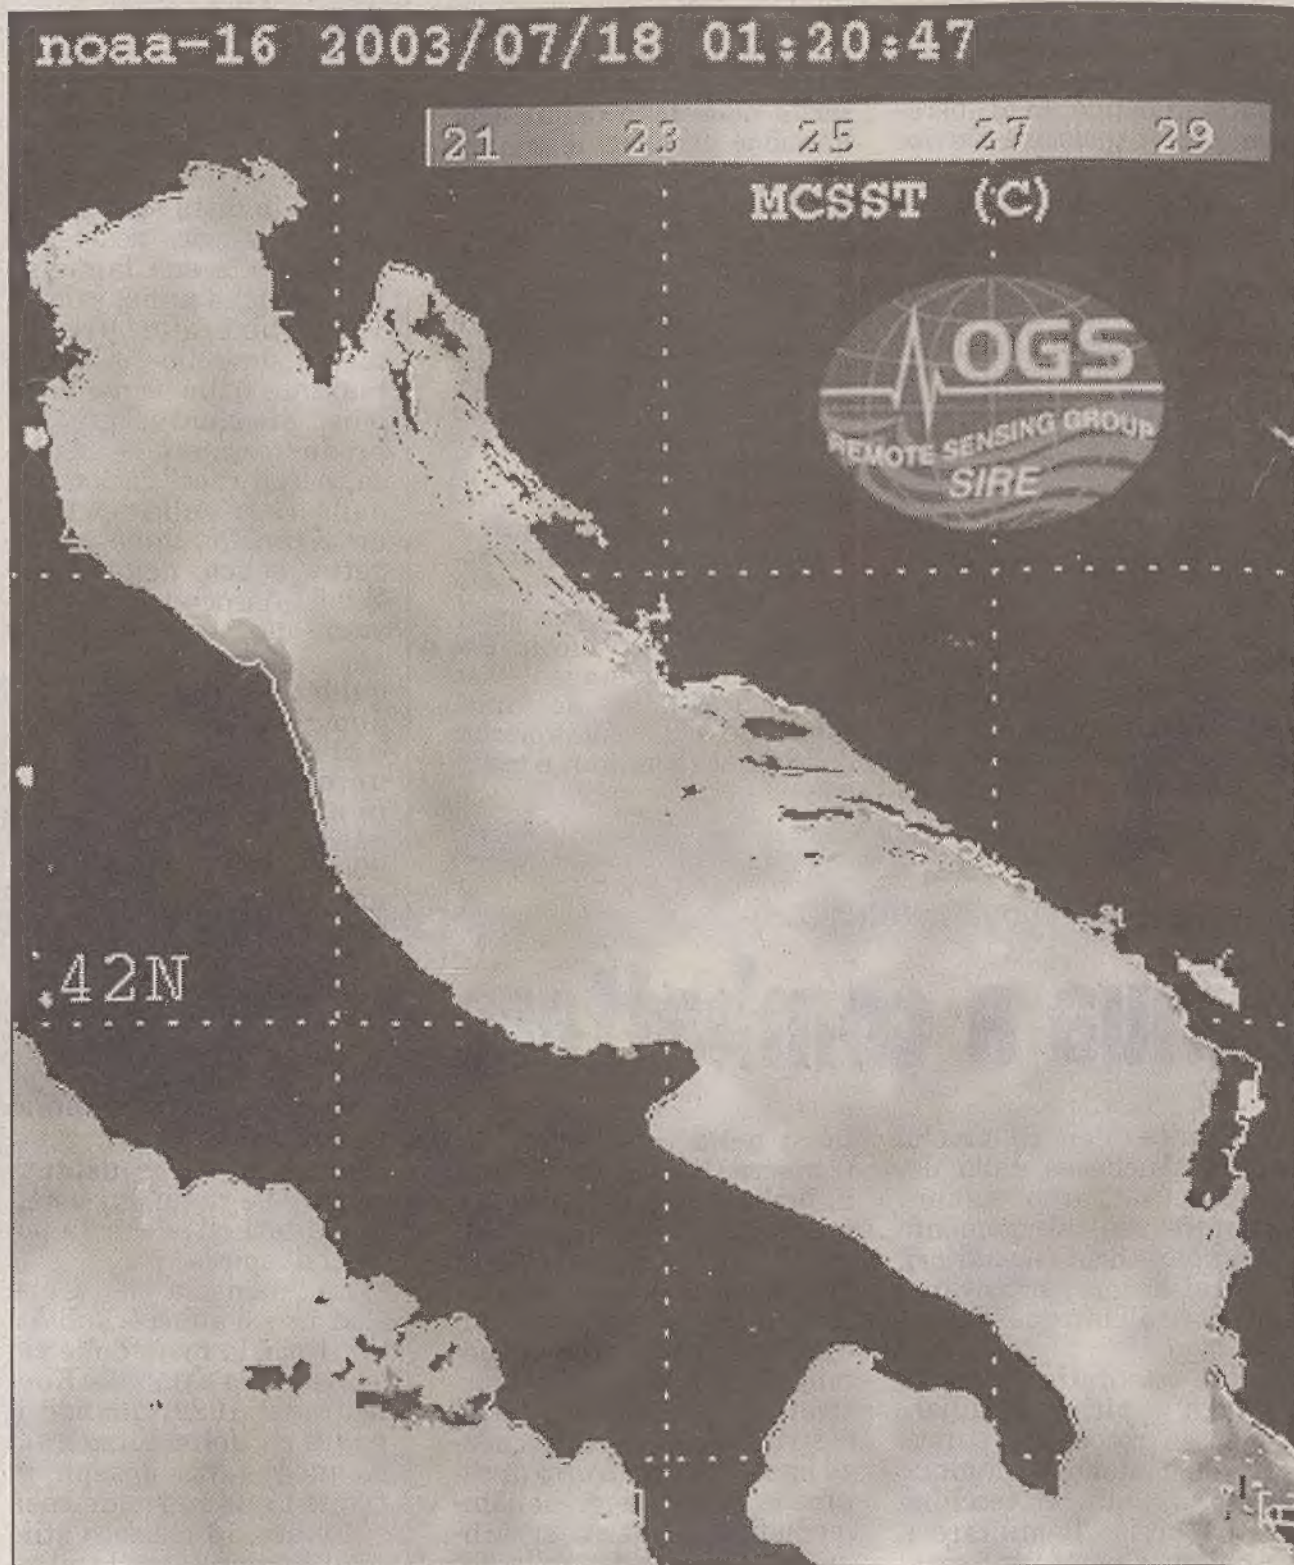 noaa-16 2003/07/18 01:20:47
21 23 25 27 29
MCSST (C)
OGS
REMOTE SENSING GROUP
SIRE
42N